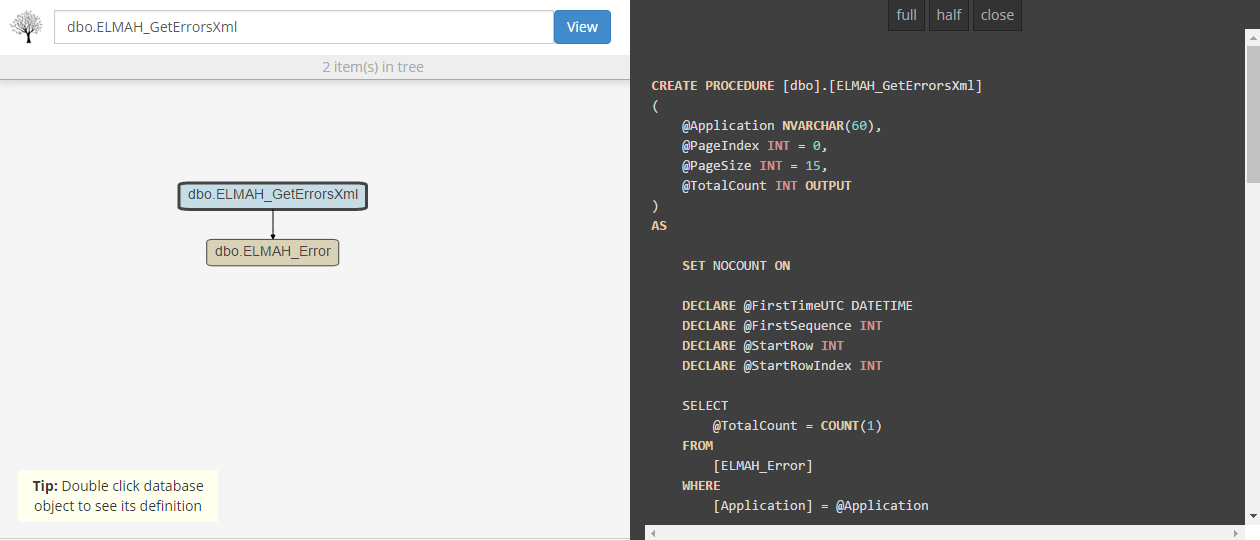 dbo.ELMAH_GetErrorsXml
View
2 item(s) in tree
dbo.ELMAH_GetErrorsXml
dbo.ELMAH_Error
Tip: Double click database
object to see its definition
full half close
CREATE PROCEDURE [dbo].[ELMAH_GetErrorsXml]
(
    @Application NVARCHAR(60),
    @PageIndex INT = 0,
    @PageSize INT = 15,
    @TotalCount INT OUTPUT
)
AS
    SET NOCOUNT ON
    DECLARE @FirstTimeUTC DATETIME
    DECLARE @FirstSequence INT
    DECLARE @StartRow INT
    DECLARE @StartRowIndex INT
    SELECT
        @TotalCount = COUNT(1)
    FROM
        [ELMAH_Error]
    WHERE
        [Application] = @Application